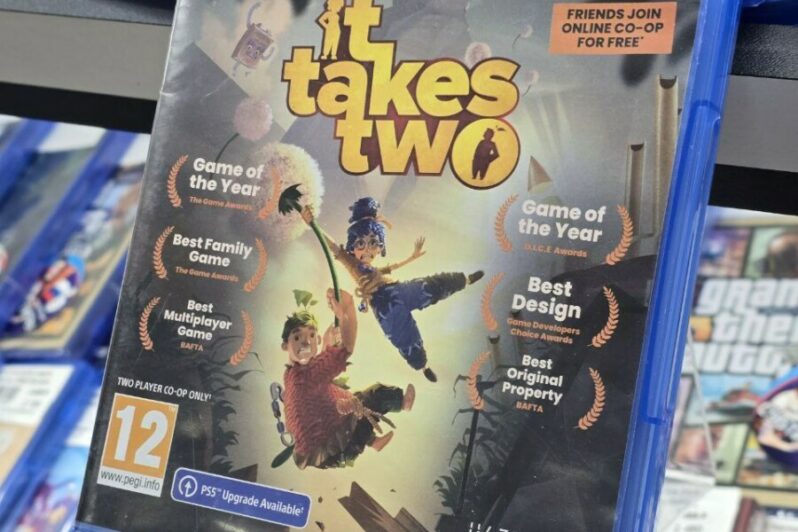 FRIENDS JOIN
ONLINE CO-OP
FOR FREE*
it
takes
two
Game of
the Year
The Game Awards
Best Family
Game
The Game Awards
Best
Multiplayer
Game
BAFTA
Game of
the Year
D.I.C.E Awards
Best
Design
Game Developers
Choice Awards
Best
Original
Property
BAFTA
TWO PLAYER CO-OP ONLY!
12
www.pegi.info
PS5™ Upgrade Available